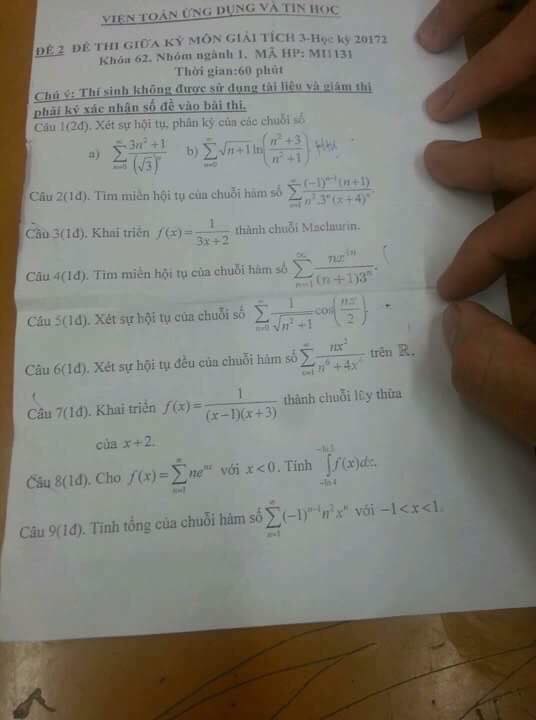 VIỆN TOÁN ỨNG DỤNG VÀ TIN HỌC
ĐỀ 2 ĐỀ THI GIỮA KỲ MÔN GIẢI TÍCH 3-Học kỳ 20172
Khóa 62. Nhóm ngành 1. MÃ HP: MI1131
Thời gian:60 phút
Chú ý: Thí sinh không được sử dụng tài liệu và giám thị
phải ký xác nhận số đề vào bài thi.
Câu 1(2đ). Xét sự hội tụ, phân kỳ của các chuỗi số
a) \sum_{n=0}^{\infty} \frac{3n^2+1}{(\sqrt{3})^n} b) \sum_{n=0}^{\infty} \sqrt{n+1} \ln\left(\frac{n^2+3}{n^2+1}\right)
Câu 2(1đ). Tìm miền hội tụ của chuỗi hàm số \sum_{n=1}^{\infty} \frac{(-1)^{n-1}(n+1)}{n^2.3^n(x+4)^n}
Câu 3(1đ). Khai triển f(x)=\frac{1}{3x+2} thành chuỗi Maclaurin.
Câu 4(1đ). Tìm miền hội tụ của chuỗi hàm số \sum_{n=1}^{\infty} \frac{nx^{2n}}{(n+1)3^n}.
Câu 5(1đ). Xét sự hội tụ của chuỗi số \sum_{n=0}^{\infty} \frac{1}{\sqrt{n^2+1}} \cos\left(\frac{n\pi}{2}\right)
Câu 6(1đ). Xét sự hội tụ đều của chuỗi hàm số \sum_{n=1}^{\infty} \frac{nx^2}{n^6+4x^4} trên ℝ.
Câu 7(1đ). Khai triển f(x)=\frac{1}{(x-1)(x+3)} thành chuỗi lũy thừa
của x+2.
Câu 8(1đ). Cho f(x)=\sum_{n=1}^{\infty} ne^{nx} với x<0. Tính \int_{-\ln 4}^{-\ln 3} f(x)dx.
Câu 9(1đ). Tính tổng của chuỗi hàm số \sum_{n=1}^{\infty} (-1)^{n-1} n^2 x^n với -1<x<1.